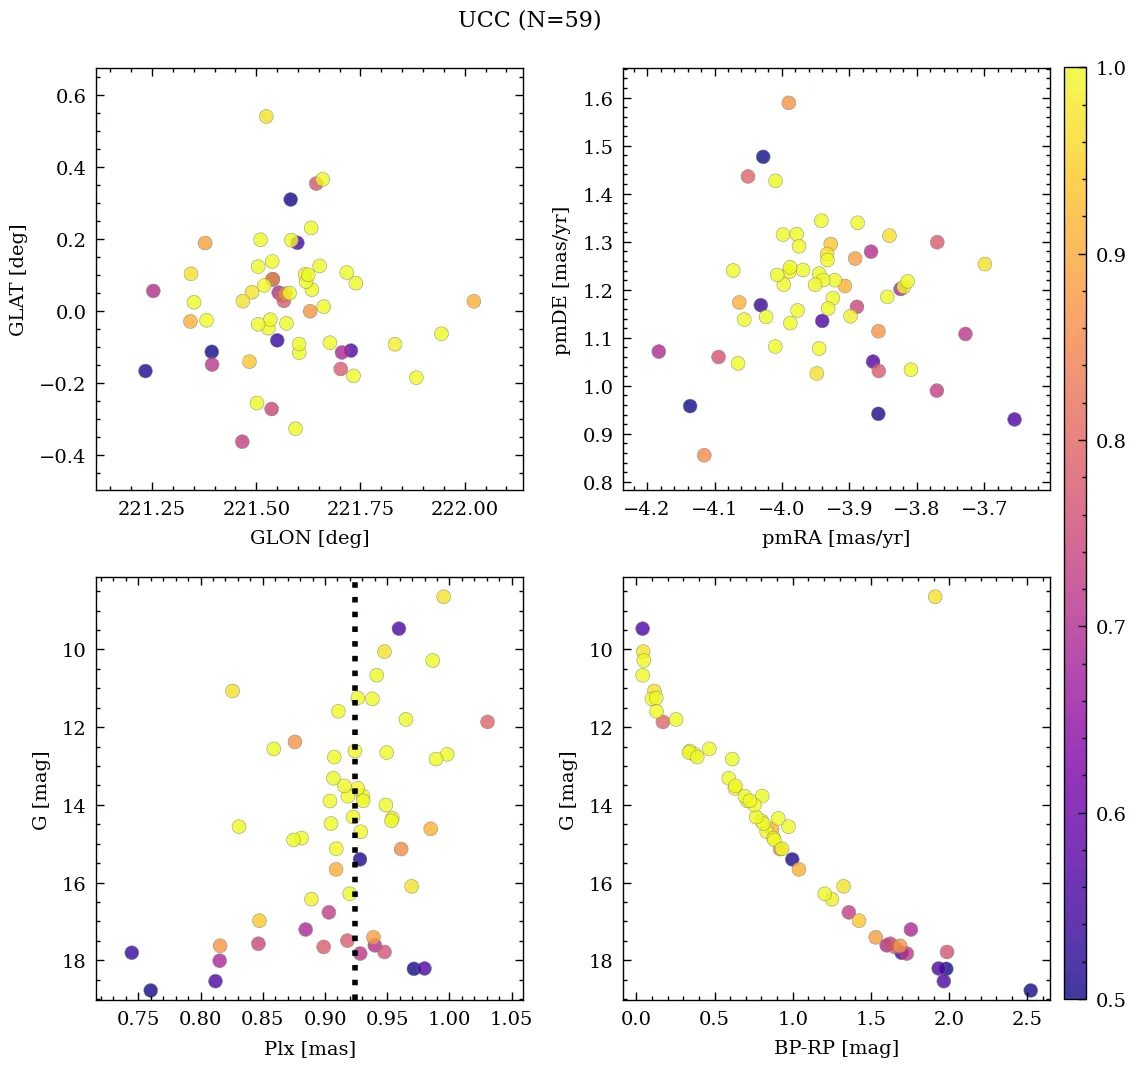 UCC (N=59)
0.6
0.4
0.2
0.0
−0.2
−0.4
GLAT [deg]
221.25 221.50 221.75 222.00
GLON [deg]
1.6
1.5
1.4
1.3
1.2
1.1
1.0
0.9
0.8
pmDE [mas/yr]
−4.2 −4.1 −4.0 −3.9 −3.8 −3.7
pmRA [mas/yr]
10
12
14
16
18
G [mag]
0.75 0.80 0.85 0.90 0.95 1.00 1.05
Plx [mas]
10
12
14
16
18
G [mag]
0.0 0.5 1.0 1.5 2.0 2.5
BP-RP [mag]
1.0
0.9
0.8
0.7
0.6
0.5